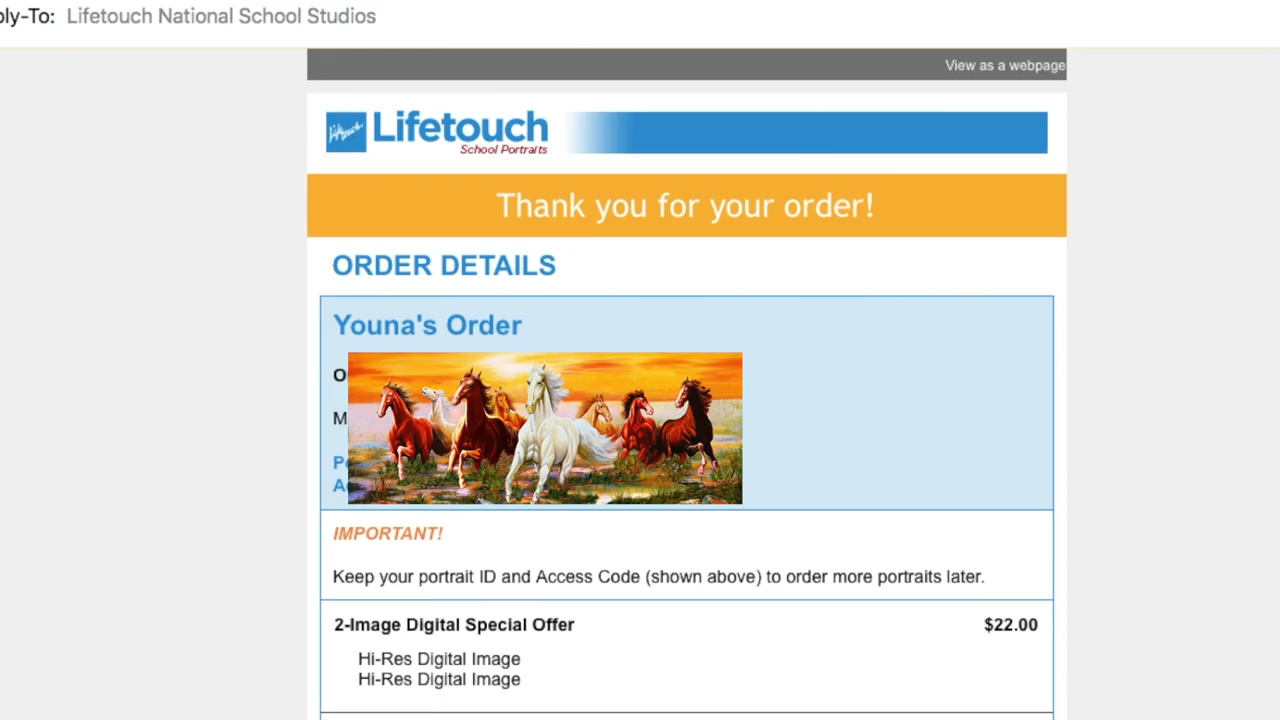 Lifetouch National School Studios
View as a webpage
Lifetouch
School Portraits
Thank you for your order!
ORDER DETAILS
Youna's Order
IMPORTANT!
Keep your portrait ID and Access Code (shown above) to order more portraits later.
2-Image Digital Special Offer $22.00
Hi-Res Digital Image
Hi-Res Digital Image